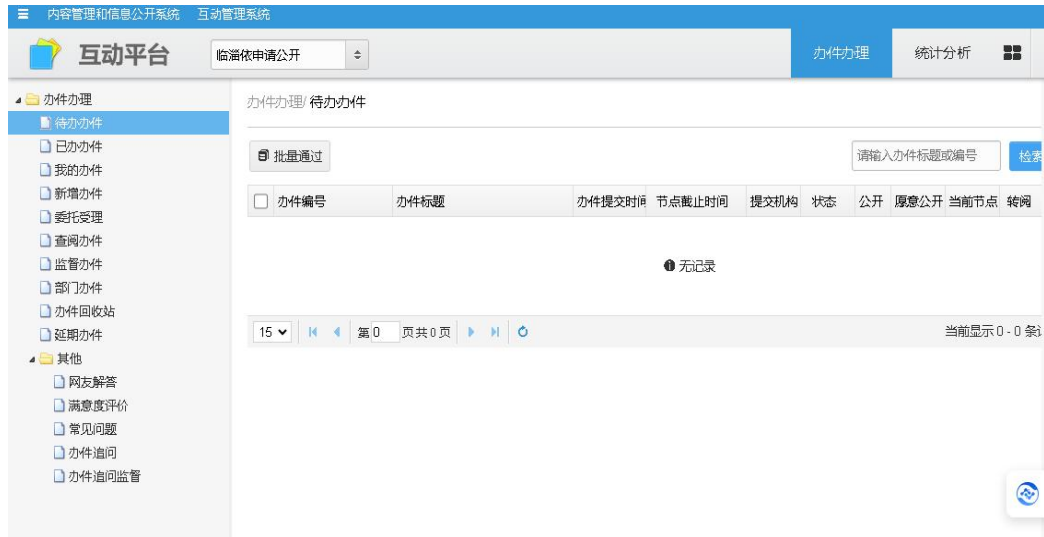 内容管理和信息公开系统 互动管理系统
互动平台 临淄依申请公开 办件办理 统计分析
办件办理
待办办件
已办办件
我的办件
新增办件
委托受理
查阅办件
监督办件
部门办件
办件回收站
延期办件
其他
网友解答
满意度评价
常见问题
办件追问
办件追问监督
办件办理/ 待办办件
批量通过 请输入办件标题或编号 检索
办件编号 办件标题 办件提交时间 节点截止时间 提交机构 状态 公开 愿意公开 当前节点 转阅
无记录
15 第 0 页共 0 页 当前显示 0 - 0 条